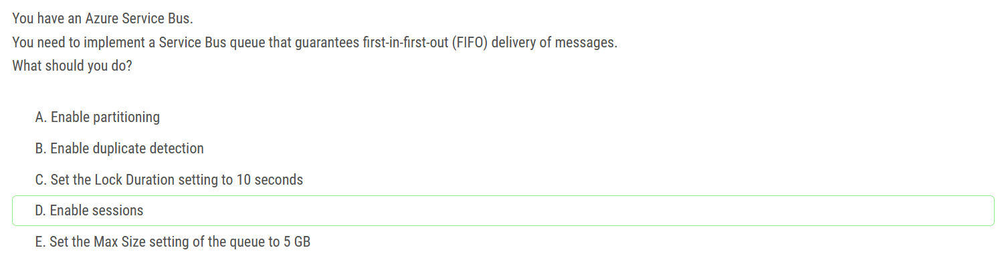 You have an Azure Service Bus.
You need to implement a Service Bus queue that guarantees first-in-first-out (FIFO) delivery of messages.
What should you do?
A. Enable partitioning
B. Enable duplicate detection
C. Set the Lock Duration setting to 10 seconds
D. Enable sessions
E. Set the Max Size setting of the queue to 5 GB